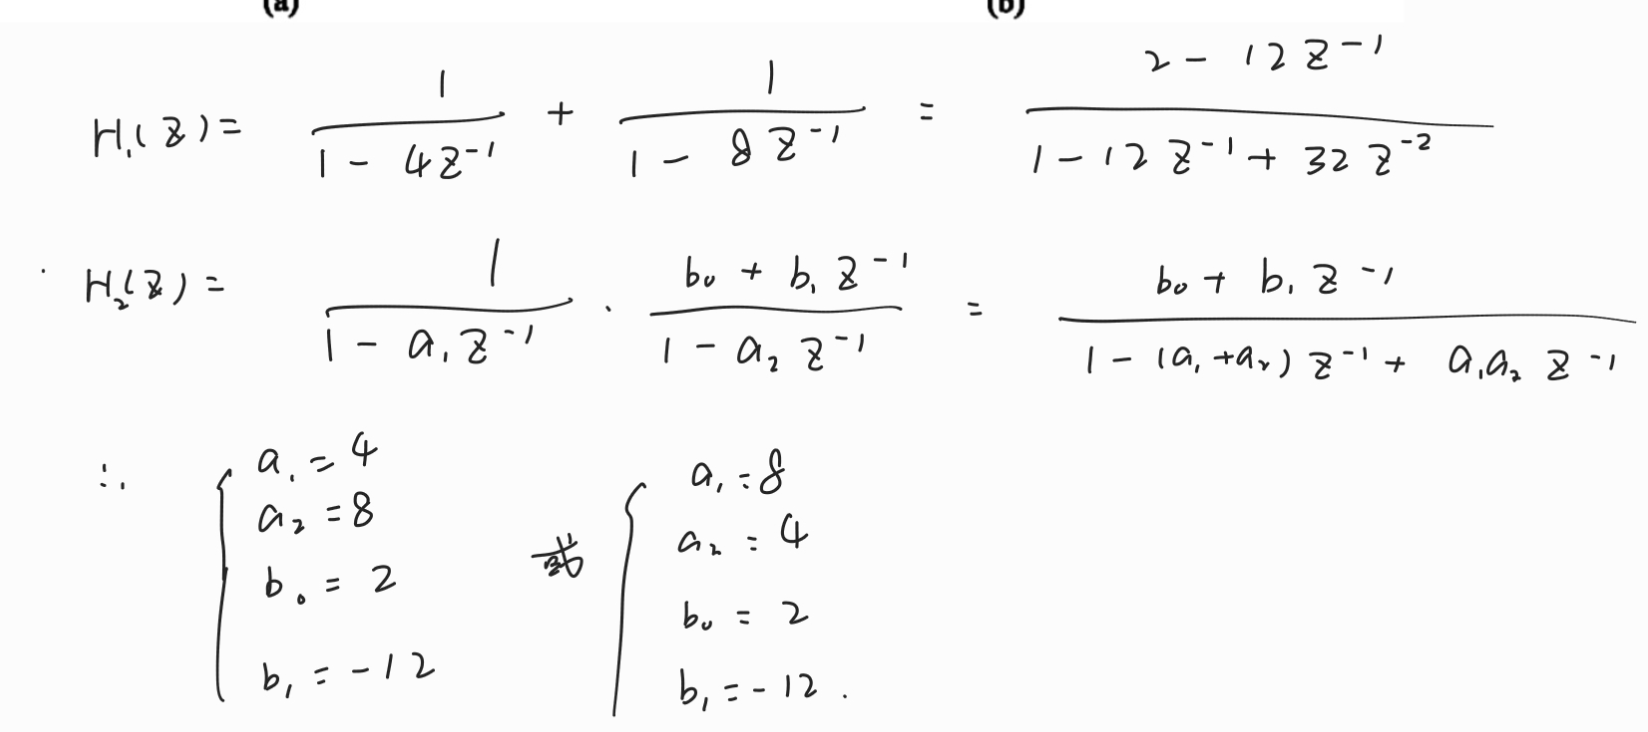 (a) (b)
H₁(z) = 1 / (1 - 4z⁻¹) + 1 / (1 - 8z⁻¹) = (2 - 12z⁻¹) / (1 - 12z⁻¹ + 32z⁻²)
H₂(z) = 1 / (1 - a₁z⁻¹) · (b₀ + b₁z⁻¹) / (1 - a₂z⁻¹) = (b₀ + b₁z⁻¹) / (1 - (a₁ + a₂)z⁻¹ + a₁a₂z⁻¹)
∴ { a₁ = 4 或 { a₁ = 8
a₂ = 8 a₂ = 4
b₀ = 2 b₀ = 2
b₁ = -12 b₁ = -12.